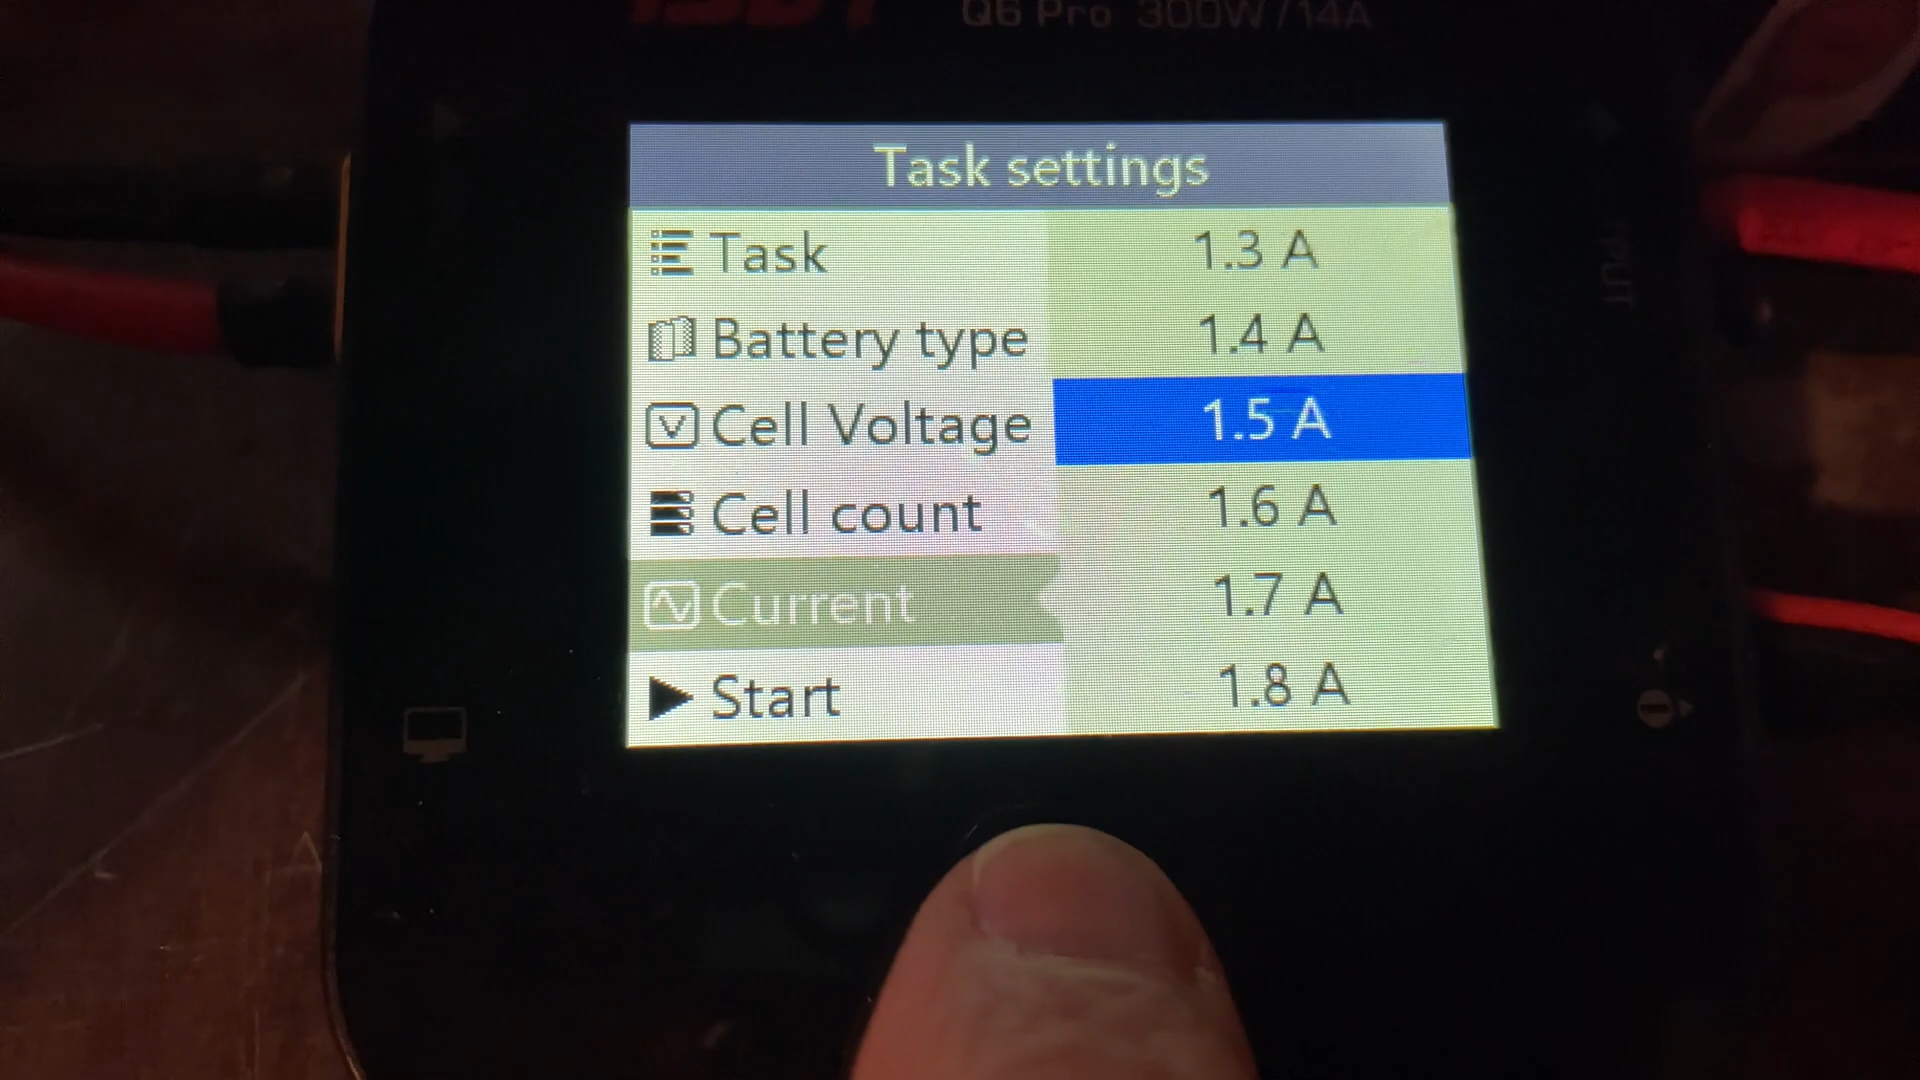 Q6 Pro 300W/14A
Task settings
Task 1.3 A
Battery type 1.4 A
Cell Voltage 1.5 A
Cell count 1.6 A
Current 1.7 A
Start 1.8 A